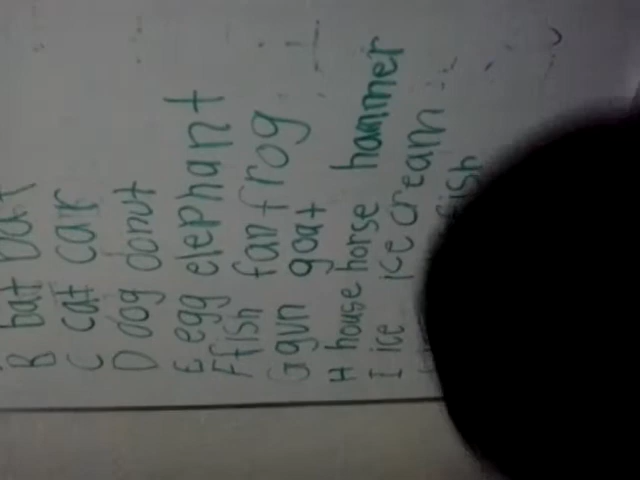 B bat bat
C cat car
D dog donut
E egg elephant
F fish fan frog
G gun goat
H house horse hammer
I ice ice cream
fish